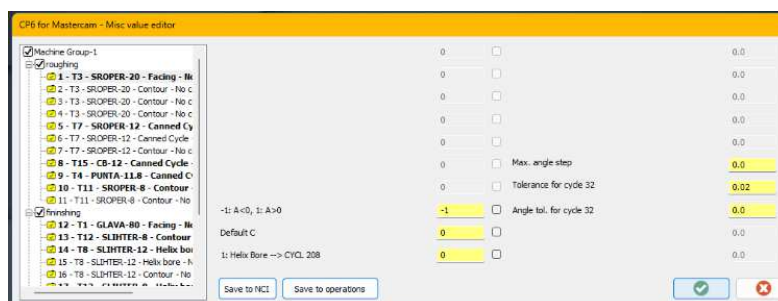 CP6 for Mastercam - Misc value editor
Machine Group-1
roughing
1 - T3 - SROPER-20 - Facing - No
2 - T3 - SROPER-20 - Contour - No c
3 - T3 - SROPER-20 - Contour - No c
4 - T3 - SROPER-20 - Contour - No c
5 - T7 - SROPER-12 - Canned Cy
6 - T7 - SROPER-12 - Canned Cycle -
7 - T7 - SROPER-12 - Canned Cycle -
8 - T15 - CB-12 - Canned Cycle -
9 - T4 - PUNTA-11.8 - Canned C
10 - T11 - SROPER-8 - Contour -
11 - T11 - SROPER-8 - Contour - No
fininshing
12 - T1 - GLAVA-80 - Facing - No
13 - T12 - SLIHTER-8 - Contour
14 - T8 - SLIHTER-12 - Helix bor
15 - T8 - SLIHTER-12 - Helix bore - N
16 - T8 - SLIHTER-12 - Contour - No
0 0.0
0 0.0
0 0.0
0 0.0
0 0.0
0 Max. angle step 0.0
0 Tolerance for cycle 32 0.02
-1: A<0, 1: A>0 -1 Angle tol. for cycle 32 0.0
Default C 0 0.0
1: Helix Bore --> CYCL 208 0 0.0
Save to NCI Save to operations